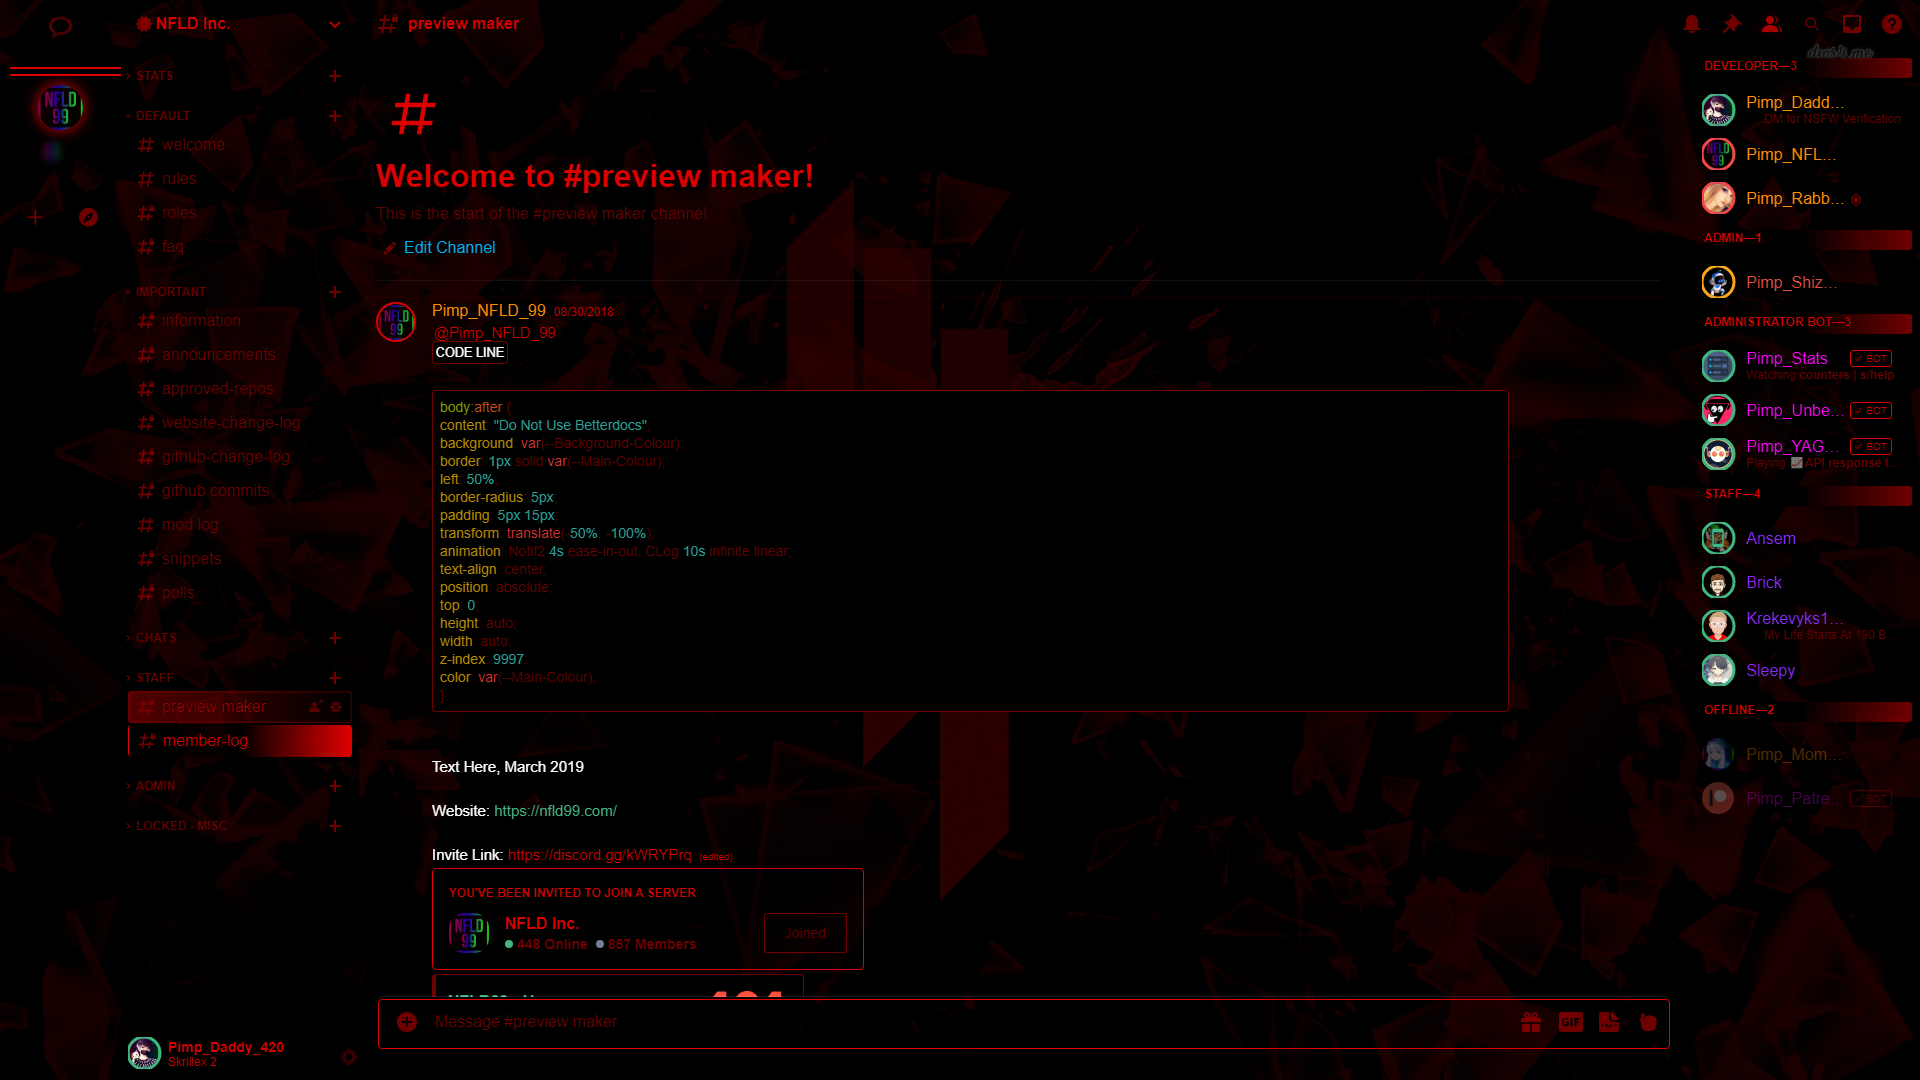 NFLD Inc.
STATS
DEFAULT
welcome
rules
roles
faq
IMPORTANT
information
announcements
approved-repos
website-change-log
github-change-log
github commits
mod log
snippets
polls
CHATS
STAFF
preview maker
member-log
ADMIN
LOCKED - MISC
Pimp_Daddy_420
Skrillex 2
NFLD
99
preview maker
#
Welcome to #preview maker!
This is the start of the #preview maker channel.
Edit Channel
Pimp_NFLD_99 08/30/2018
@Pimp_NFLD_99
CODE LINE
body:after {
content: "Do Not Use Betterdocs";
background: var(--Background-Colour);
border: 1px solid var(--Main-Colour);
left: 50%;
border-radius: 5px;
padding: 5px 15px;
transform: translate(-50%, -100%);
animation: Notif2 4s ease-in-out, CLog 10s infinite linear;
text-align: center;
position: absolute;
top: 0;
height: auto;
width: auto;
z-index: 9997;
color: var(--Main-Colour);
}
Text Here, March 2019
Website: https://nfld99.com/
Invite Link: https://discord.gg/kWRYPrq (edited)
YOU'VE BEEN INVITED TO JOIN A SERVER
NFLD Inc.
448 Online 857 Members
Joined
Message #preview maker
GIF
DEVELOPER—3
Pimp_Dadd...
DM for NSFW Verification
Pimp_NFL...
Pimp_Rabb...
ADMIN—1
Pimp_Shiz...
ADMINISTRATOR BOT—3
Pimp_Stats BOT
Watching counters | s/help
Pimp_Unbe... BOT
Pimp_YAG... BOT
Playing API response t...
STAFF—4
Ansem
Brick
Krekevyks1...
My Life Starts At 190 B...
Sleepy
OFFLINE—2
Pimp_Mom...
Pimp_Patre... BOT